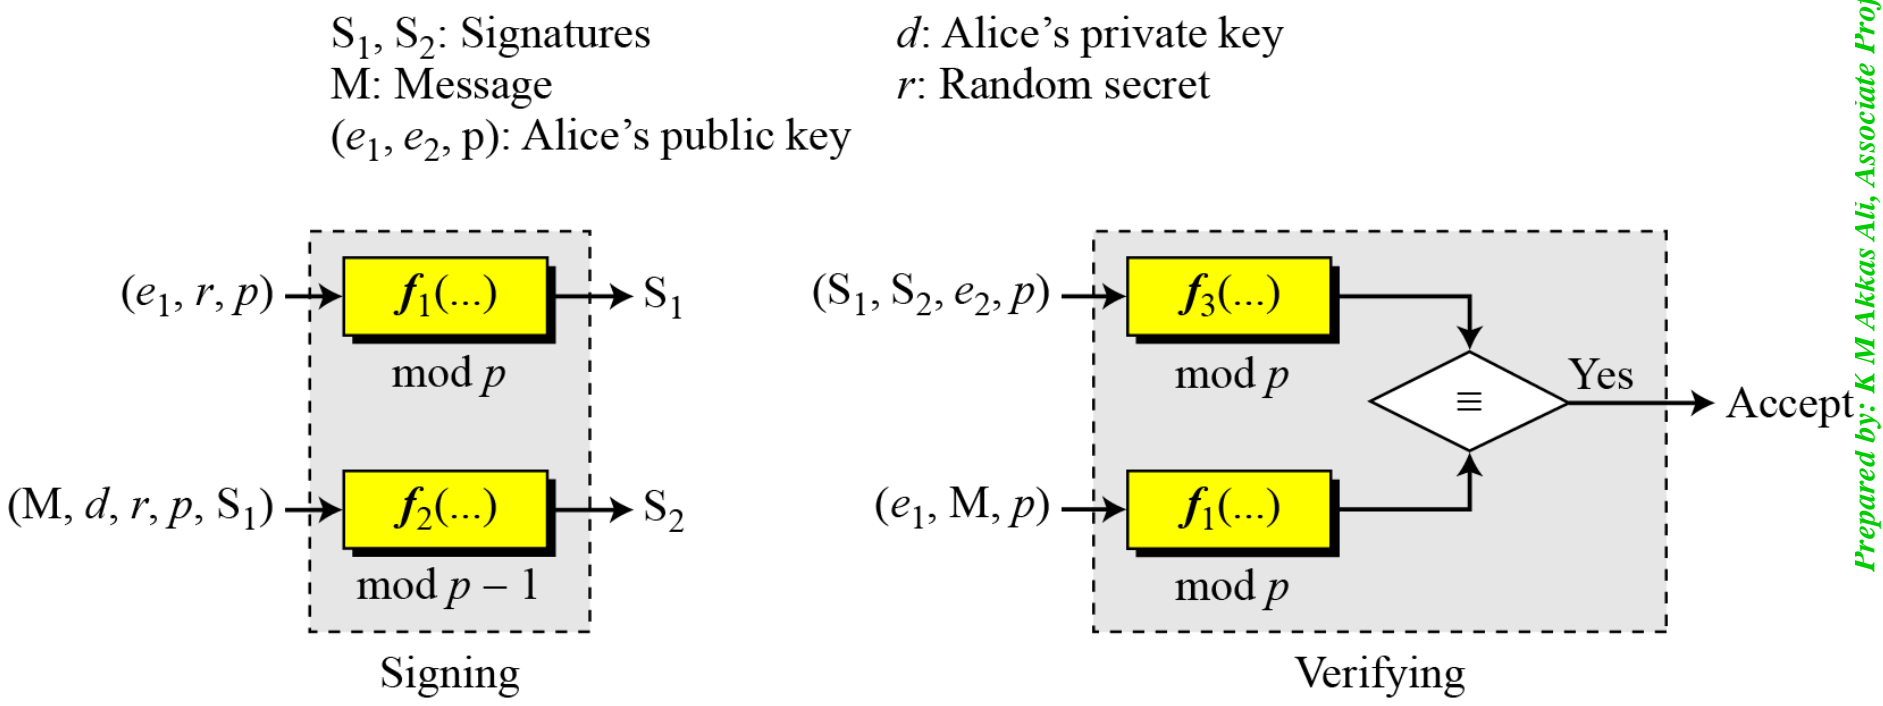 S₁, S₂: Signatures
d: Alice’s private key
M: Message
r: Random secret
(e₁, e₂, p): Alice’s public key
(e₁, r, p)
f₁(...)
S₁
mod p
(M, d, r, p, S₁)
f₂(...)
S₂
mod p – 1
Signing
(S₁, S₂, e₂, p)
f₃(...)
mod p
≡
Yes
Accept
(e₁, M, p)
f₁(...)
mod p
Verifying
Prepared by: K M Akkas Ali, Associate